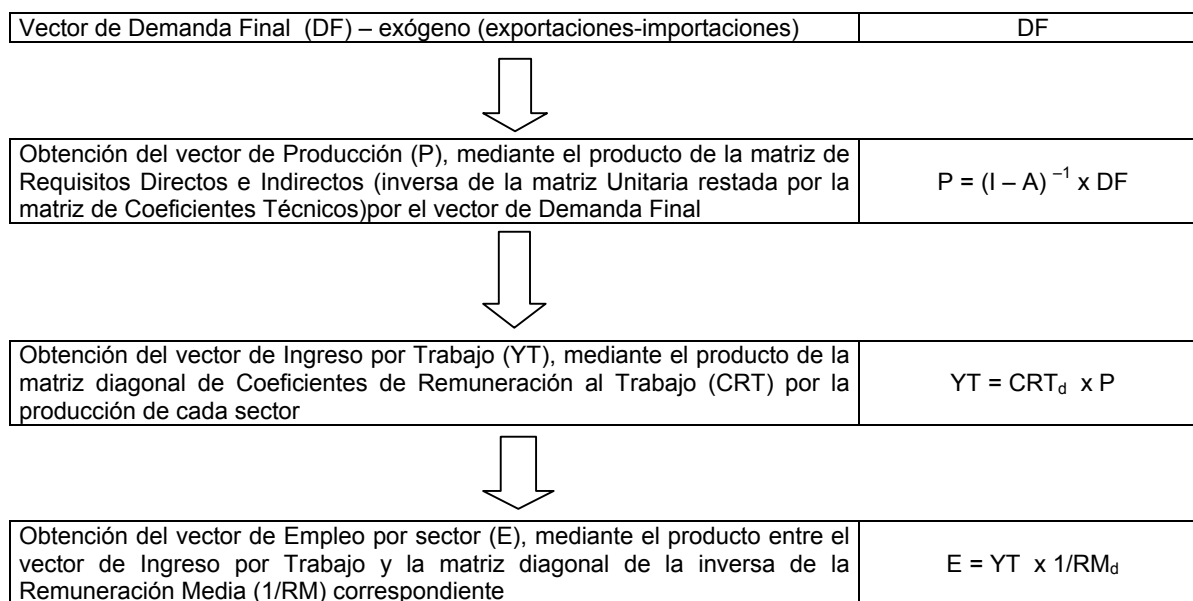 Vector de Demanda Final (DF) – exógeno (exportaciones-importaciones)
DF
Obtención del vector de Producción (P), mediante el producto de la matriz de
Requisitos Directos e Indirectos (inversa de la matriz Unitaria restada por la
matriz de Coeficientes Técnicos)por el vector de Demanda Final
P = (I – A) ⁻¹ x DF
Obtención del vector de Ingreso por Trabajo (YT), mediante el producto de la
matriz diagonal de Coeficientes de Remuneración al Trabajo (CRT) por la
producción de cada sector
YT = CRTd x P
Obtención del vector de Empleo por sector (E), mediante el producto entre el
vector de Ingreso por Trabajo y la matriz diagonal de la inversa de la
Remuneración Media (1/RM) correspondiente
E = YT x 1/RMd